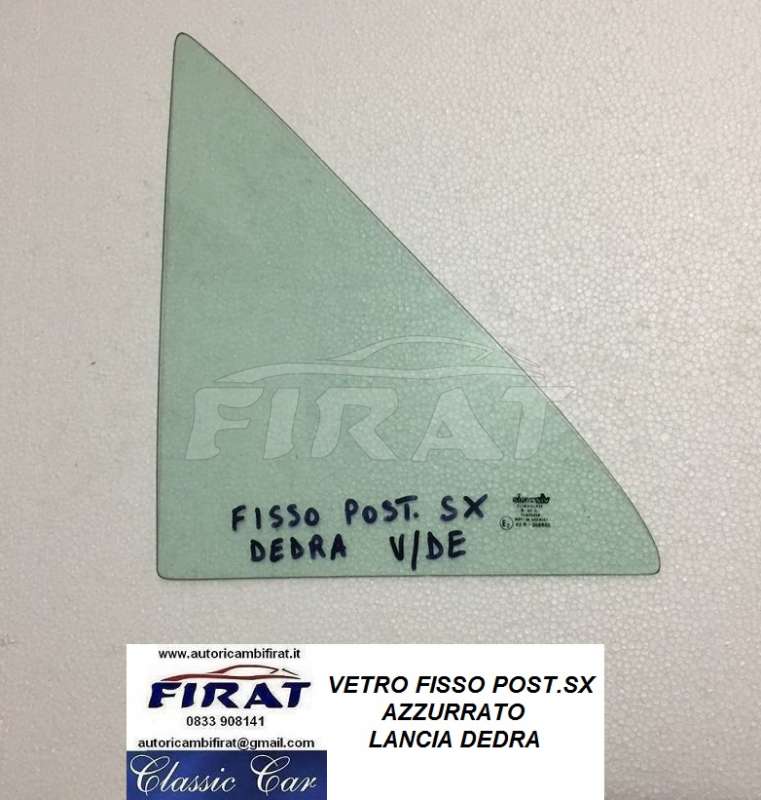 FIRAT
FISSO POST. SX
DEDRA V/DE
www.autoricambifirat.it
FIRAT
0833 908141
autoricambifirat@gmail.com
Classic Car
VETRO FISSO POST.SX
AZZURRATO
LANCIA DEDRA